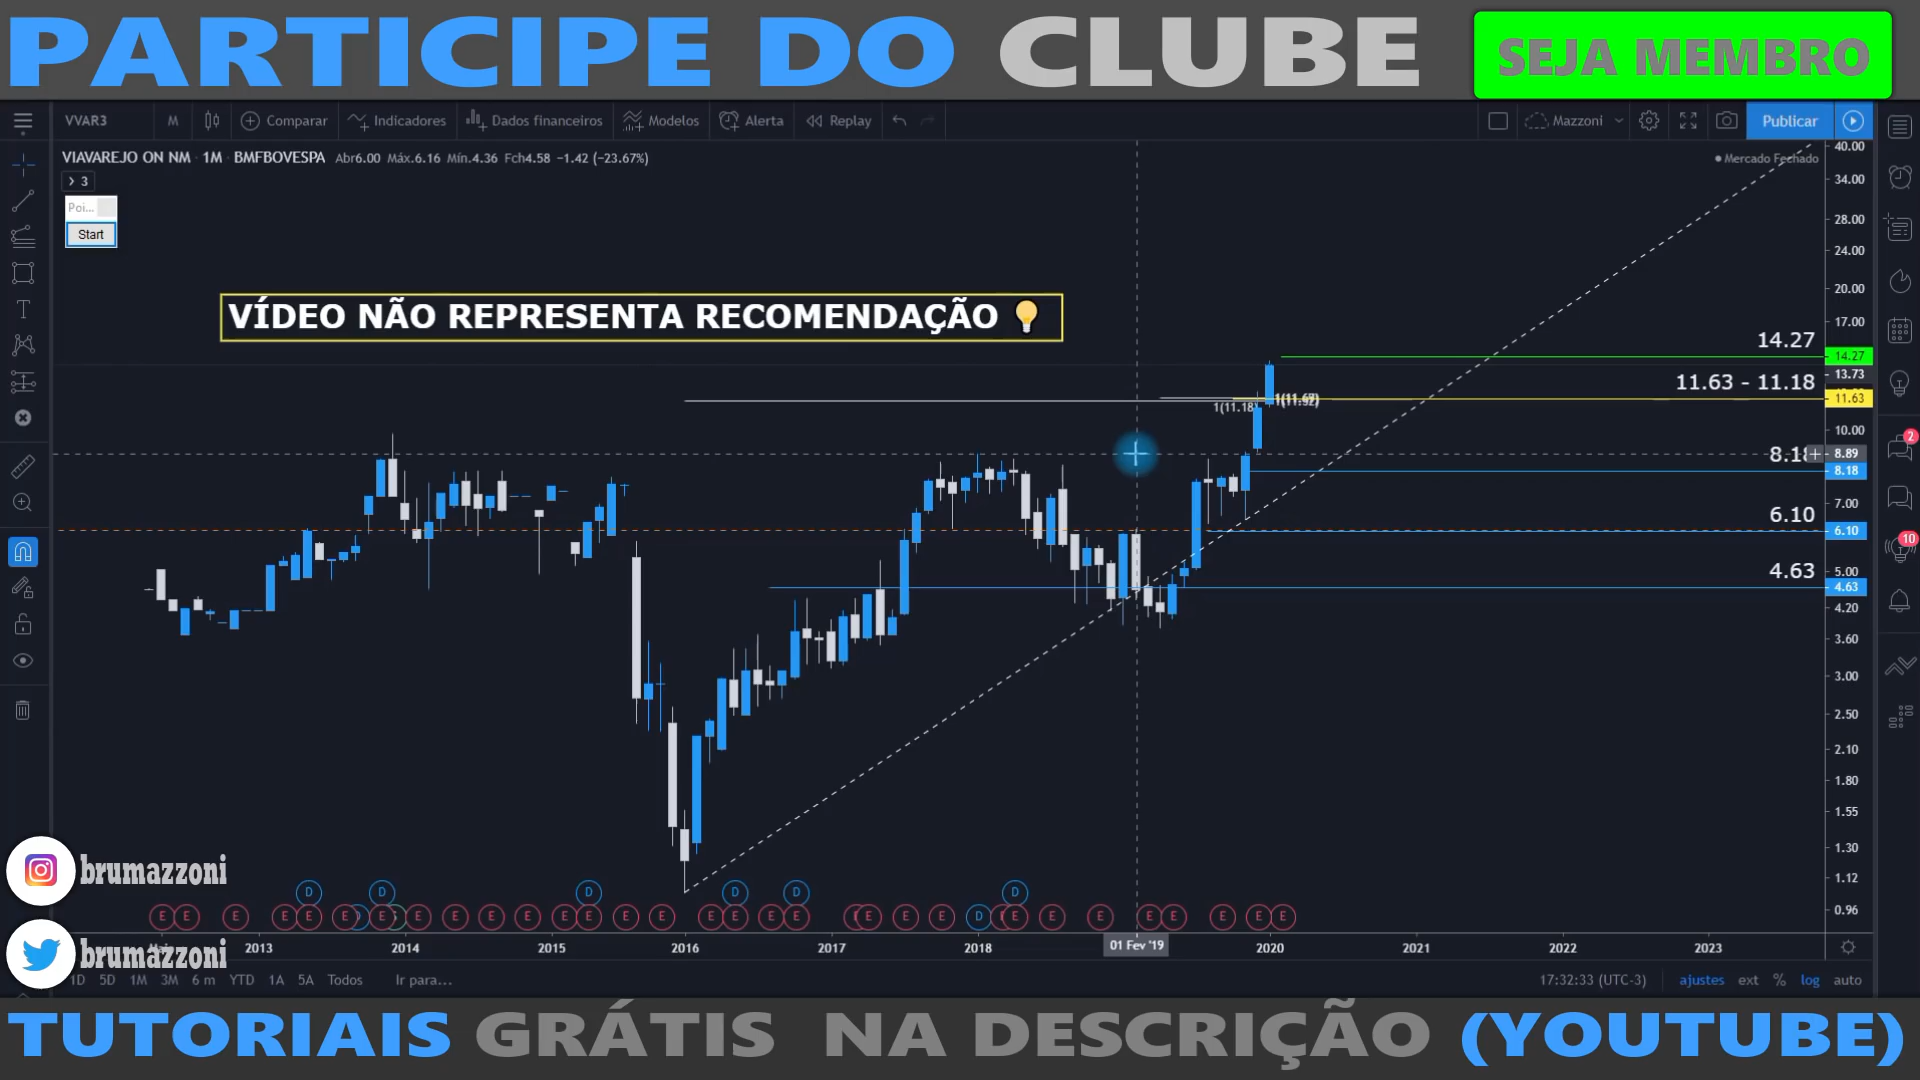 PARTICIPE DO CLUBE
SEJA MEMBRO
VVAR3
M
Comparar
Indicadores
Dados financeiros
Modelos
Alerta
Replay
Mazzoni
Publicar
VIAVAREJO ON NM 1M BMFBOVESPA Abr6.00 Máx.6.16 Mín.4.36 Fch4.58 −1.42 (−23.67%)
Mercado Fechado
3
Poi...
Start
VÍDEO NÃO REPRESENTA RECOMENDAÇÃO
40.00
34.00
28.00
24.00
20.00
17.00
14.27
14.27
13.73
11.63 - 11.18
11.63
1(11.18)
10.00
8.89
8.18
7.00
6.10
6.10
5.00
4.63
4.63
4.20
3.60
3.00
2.50
2.10
1.80
1.55
1.30
1.12
0.96
2
10
D D D D D D
E E E E E E E E E E E E E E E E E E E E E D E E E E E E E E
2013 2014 2015 2016 2017 2018 01 Fev '19 2020 2021 2022 2023
brumazzoni
brumazzoni
1D 5D 1M 3M 6 m YTD 1A 5A Todos Ir para...
17:32:33 (UTC-3) ajustes ext % log auto
TUTORIAIS GRÁTIS NA DESCRIÇÃO (YOUTUBE)